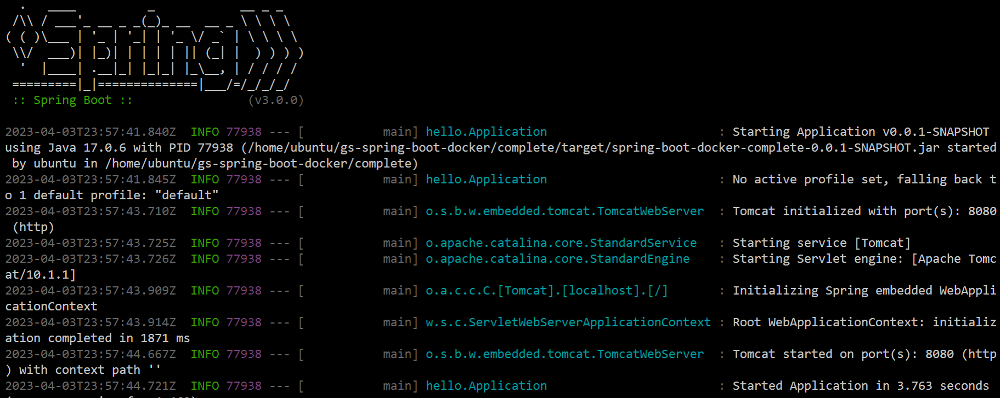 .   ____          _            __ _ _
 /\\ / ___'_ __ _ _(_)_ __  __ _ \ \ \ \
( ( )\___ | '_ | '_| | '_ \/ _` | \ \ \ \
 \\/  ___)| |_)| | | | | || (_| |  ) ) ) )
  '  |____| .__|_| |_|_| |_\__, | / / / /
 =========|_|==============|___/=/_/_/_/
 :: Spring Boot ::                (v3.0.0)
2023-04-03T23:57:41.840Z  INFO 77938 --- [           main] hello.Application                        : Starting Application v0.0.1-SNAPSHOT
using Java 17.0.6 with PID 77938 (/home/ubuntu/gs-spring-boot-docker/complete/target/spring-boot-docker-complete-0.0.1-SNAPSHOT.jar started
 by ubuntu in /home/ubuntu/gs-spring-boot-docker/complete)
2023-04-03T23:57:41.845Z  INFO 77938 --- [           main] hello.Application                        : No active profile set, falling back t
o 1 default profile: "default"
2023-04-03T23:57:43.710Z  INFO 77938 --- [           main] o.s.b.w.embedded.tomcat.TomcatWebServer  : Tomcat initialized with port(s): 8080
 (http)
2023-04-03T23:57:43.725Z  INFO 77938 --- [           main] o.apache.catalina.core.StandardService   : Starting service [Tomcat]
2023-04-03T23:57:43.726Z  INFO 77938 --- [           main] o.apache.catalina.core.StandardEngine    : Starting Servlet engine: [Apache Tomc
at/10.1.1]
2023-04-03T23:57:43.909Z  INFO 77938 --- [           main] o.a.c.c.C.[Tomcat].[localhost].[/]       : Initializing Spring embedded WebAppli
cationContext
2023-04-03T23:57:43.914Z  INFO 77938 --- [           main] w.s.c.ServletWebServerApplicationContext : Root WebApplicationContext: initializ
ation completed in 1871 ms
2023-04-03T23:57:44.667Z  INFO 77938 --- [           main] o.s.b.w.embedded.tomcat.TomcatWebServer  : Tomcat started on port(s): 8080 (http
) with context path ''
2023-04-03T23:57:44.721Z  INFO 77938 --- [           main] hello.Application                        : Started Application in 3.763 seconds